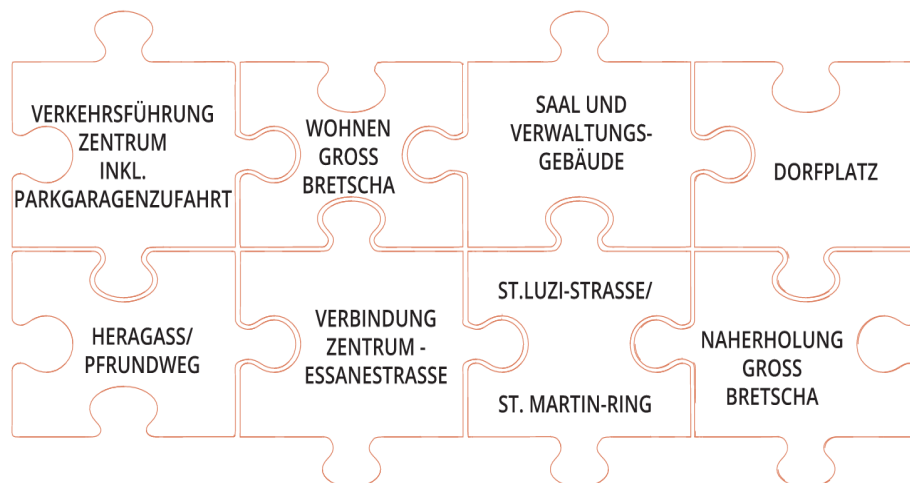 VERKEHRSFÜHRUNG
ZENTRUM
INKL.
PARKGARAGENZUFAHRT
WOHNEN
GROSS
BRETSCHA
SAAL UND
VERWALTUNGS-
GEBÄUDE
DORFPLATZ
HERAGASS/
PFRUNDWEG
VERBINDUNG
ZENTRUM -
ESSANESTRASSE
ST.LUZI-STRASSE/
ST. MARTIN-RING
NAHERHOLUNG
GROSS
BRETSCHA